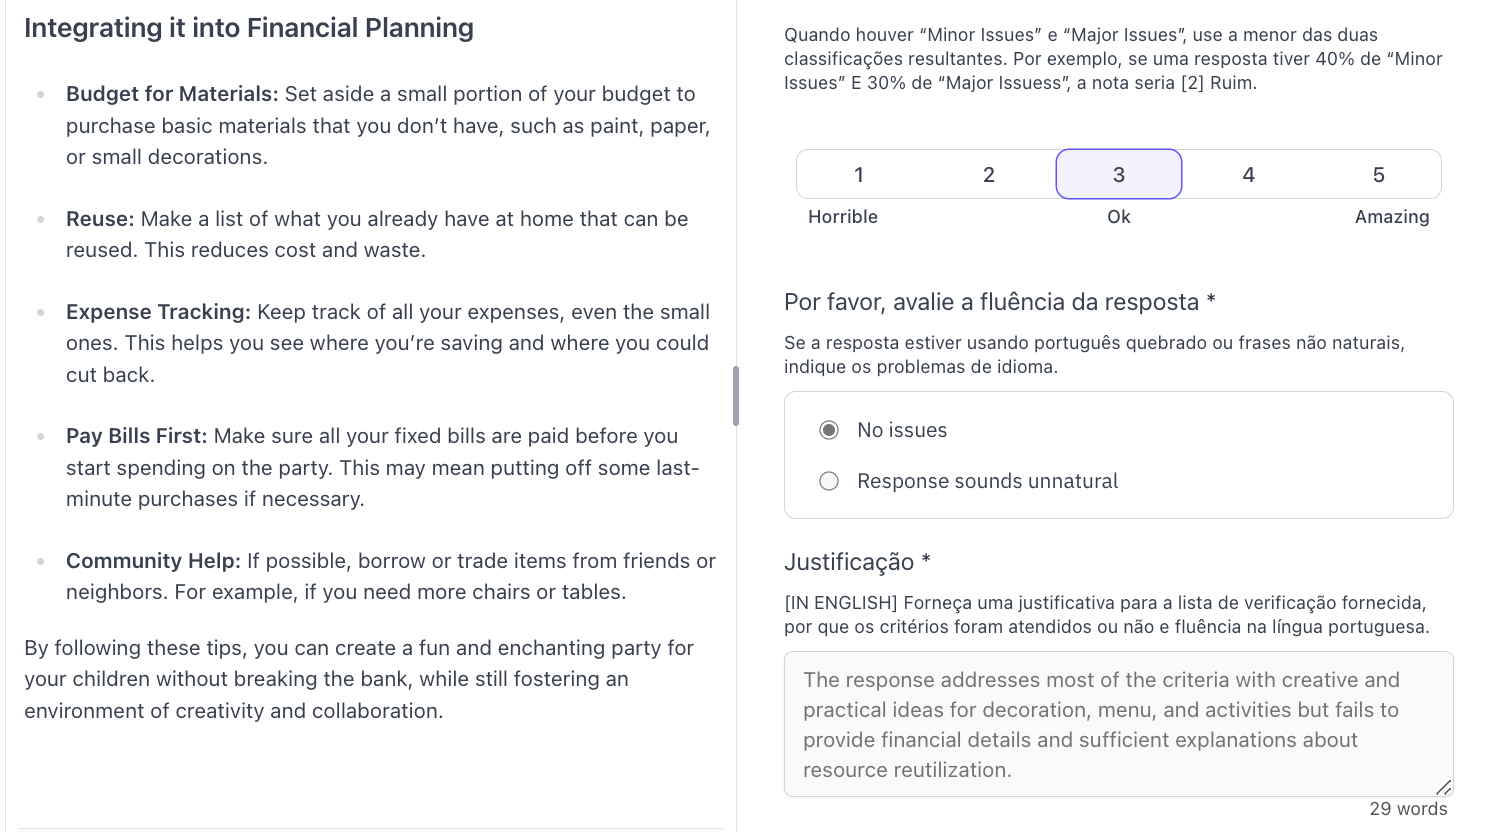 Integrating it into Financial Planning
Budget for Materials: Set aside a small portion of your budget to
purchase basic materials that you don’t have, such as paint, paper,
or small decorations.
Reuse: Make a list of what you already have at home that can be
reused. This reduces cost and waste.
Expense Tracking: Keep track of all your expenses, even the small
ones. This helps you see where you’re saving and where you could
cut back.
Pay Bills First: Make sure all your fixed bills are paid before you
start spending on the party. This may mean putting off some last-
minute purchases if necessary.
Community Help: If possible, borrow or trade items from friends or
neighbors. For example, if you need more chairs or tables.
By following these tips, you can create a fun and enchanting party for
your children without breaking the bank, while still fostering an
environment of creativity and collaboration.
Quando houver “Minor Issues” e “Major Issues”, use a menor das duas
classificações resultantes. Por exemplo, se uma resposta tiver 40% de “Minor
Issues” E 30% de “Major Issuess”, a nota seria [2] Ruim.
1 2 3 4 5
Horrible Ok Amazing
Por favor, avalie a fluência da resposta *
Se a resposta estiver usando português quebrado ou frases não naturais,
indique os problemas de idioma.
No issues
Response sounds unnatural
Justificação *
[IN ENGLISH] Forneça uma justificativa para a lista de verificação fornecida,
por que os critérios foram atendidos ou não e fluência na língua portuguesa.
The response addresses most of the criteria with creative and
practical ideas for decoration, menu, and activities but fails to
provide financial details and sufficient explanations about
resource reutilization.
29 words